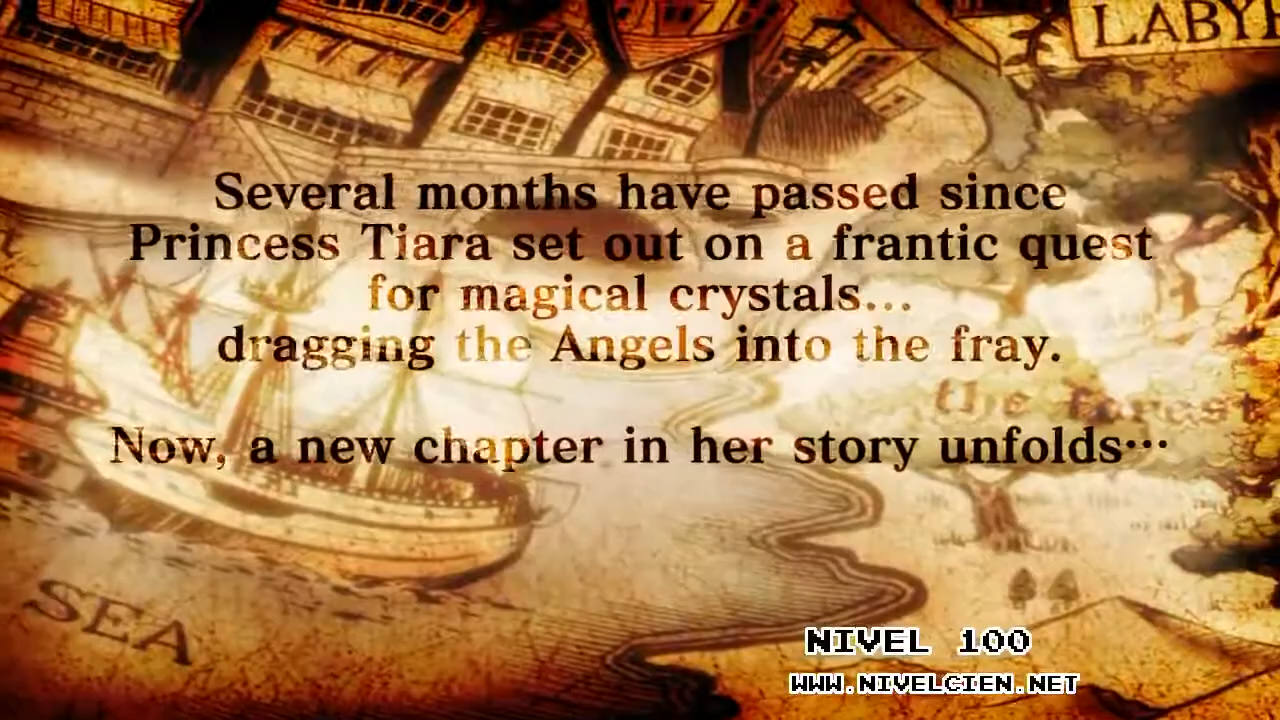 LABY
Several months have passed since
Princess Tiara set out on a frantic quest
for magical crystals...
dragging the Angels into the fray.
the forest
Now, a new chapter in her story unfolds…
SEA
NIVEL 100
WWW.NIVELCIEN.NET